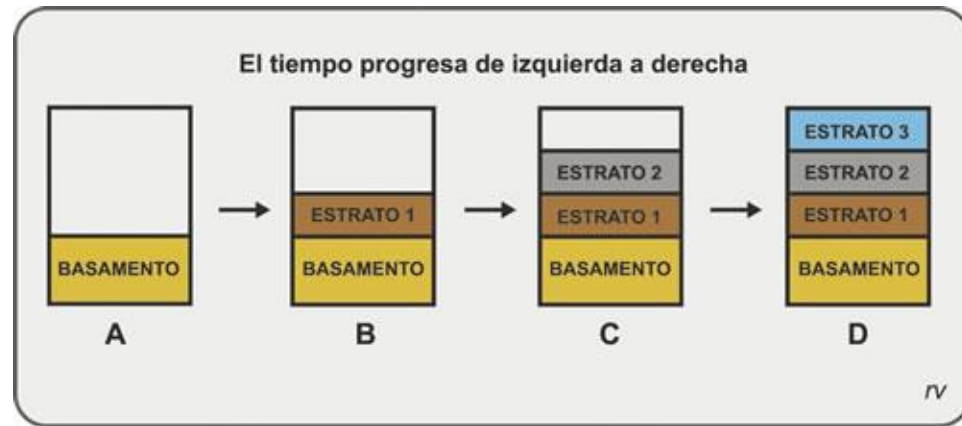 El tiempo progresa de izquierda a derecha
BASAMENTO
A
ESTRATO 1
BASAMENTO
B
ESTRATO 2
ESTRATO 1
BASAMENTO
C
ESTRATO 3
ESTRATO 2
ESTRATO 1
BASAMENTO
D
rv